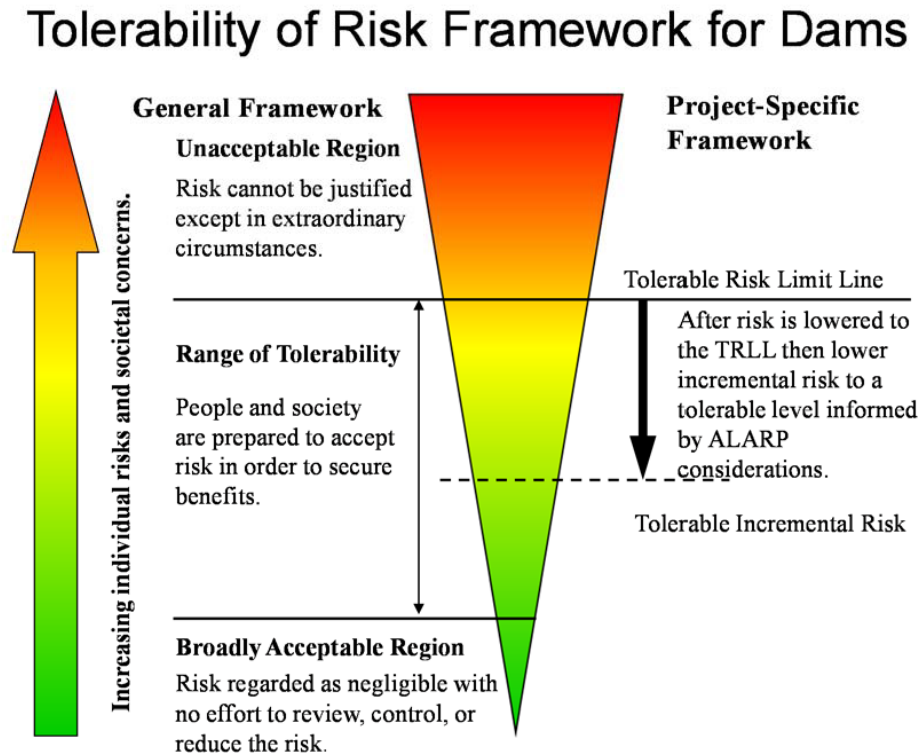 Tolerability of Risk Framework for Dams
Increasing individual risks and societal concerns.
General Framework
Unacceptable Region
Risk cannot be justified
except in extraordinary
circumstances.
Range of Tolerability
People and society
are prepared to accept
risk in order to secure
benefits.
Broadly Acceptable Region
Risk regarded as negligible with
no effort to review, control, or
reduce the risk.
Project-Specific
Framework
Tolerable Risk Limit Line
After risk is lowered to
the TRLL then lower
incremental risk to a
tolerable level informed
by ALARP
considerations.
Tolerable Incremental Risk